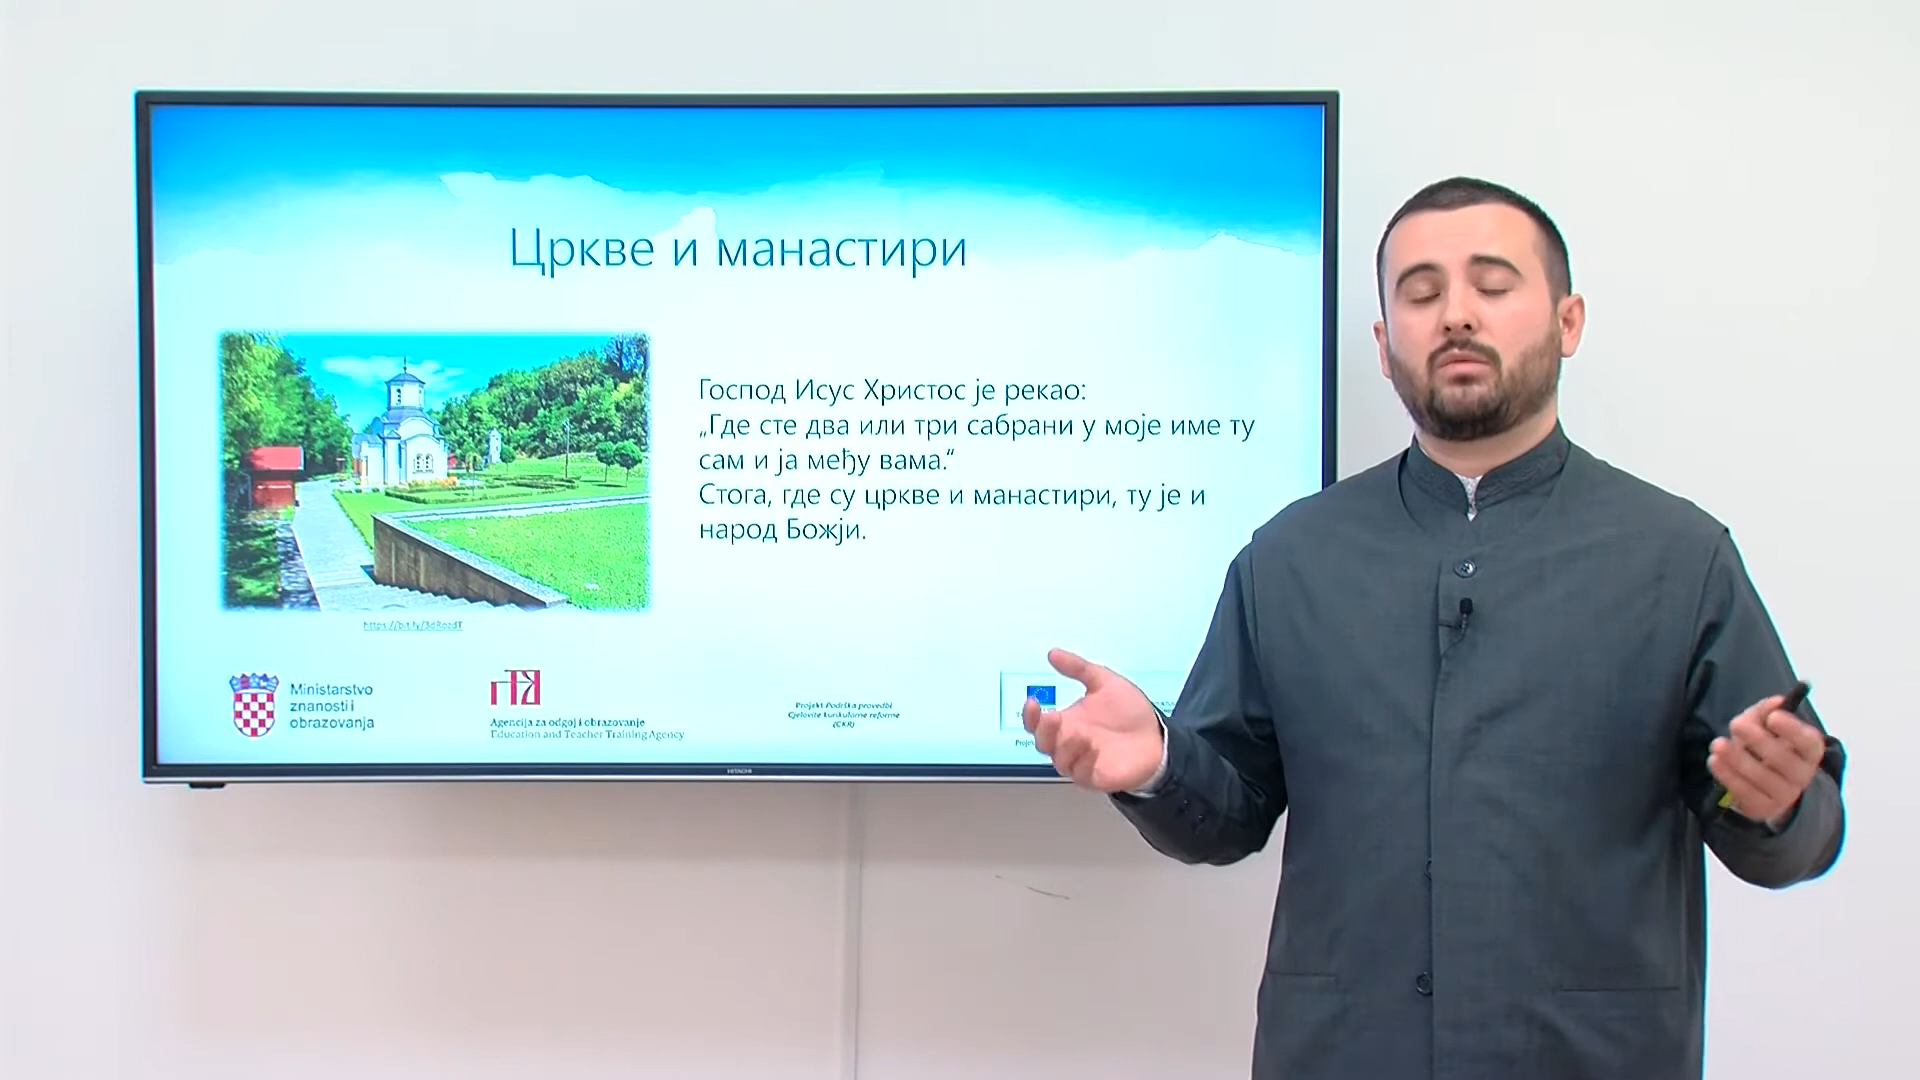 Цркве и манастири
Господ Исус Христос је рекао:
„Где сте два или три сабрани у моје име ту
сам и ја међу вама.“
Стога, где су цркве и манастири, ту је и
народ Божји.
Ministarstvo
znanosti i
obrazovanja
Agencija za odgoj i obrazovanje
Education and Teacher Training Agency
Projekt Podrška provedbi
Cjelovite kurikularne reforme
(CKR)
HITACHI